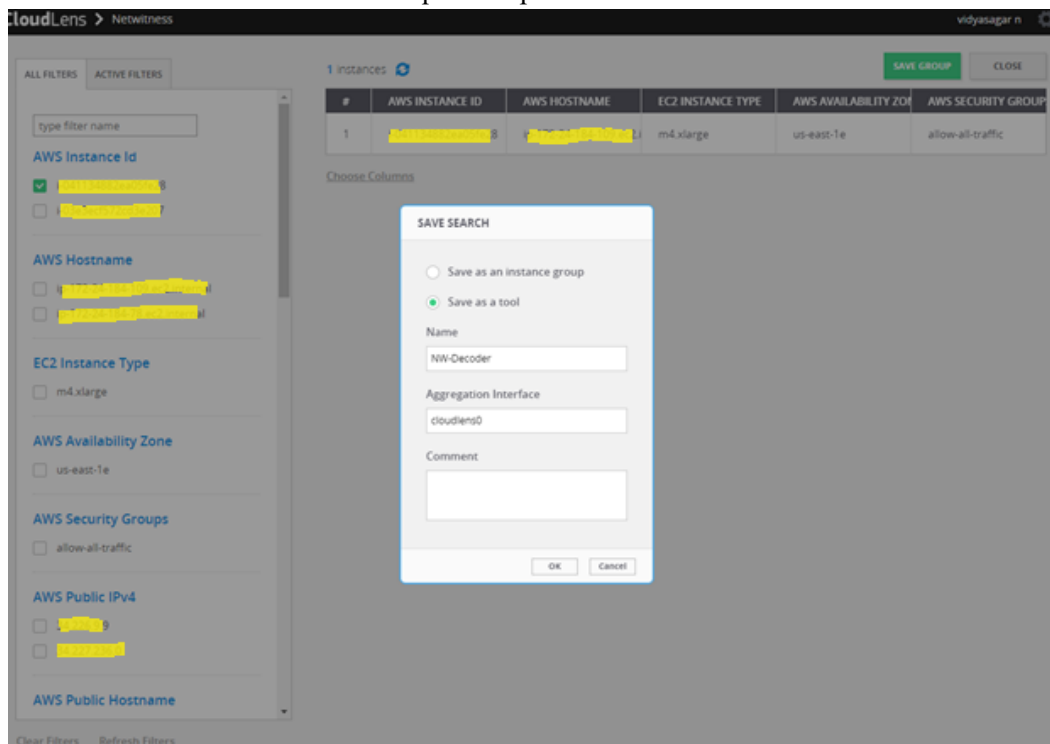 CloudLens > Netwitness
vidyasagar n
ALL FILTERS
ACTIVE FILTERS
1 instances
SAVE GROUP
CLOSE
# AWS INSTANCE ID AWS HOSTNAME EC2 INSTANCE TYPE AWS AVAILABILITY ZO AWS SECURITY GROUP
1 m4.xlarge us-east-1e allow-all-traffic
Choose Columns
type filter name
AWS Instance Id
AWS Hostname
EC2 Instance Type
m4.xlarge
AWS Availability Zone
us-east-1e
AWS Security Groups
allow-all-traffic
AWS Public IPv4
AWS Public Hostname
Clear Filters Refresh Filters
SAVE SEARCH
Save as an instance group
Save as a tool
Name
NW-Decoder
Aggregation Interface
cloudlens0
Comment
OK
Cancel